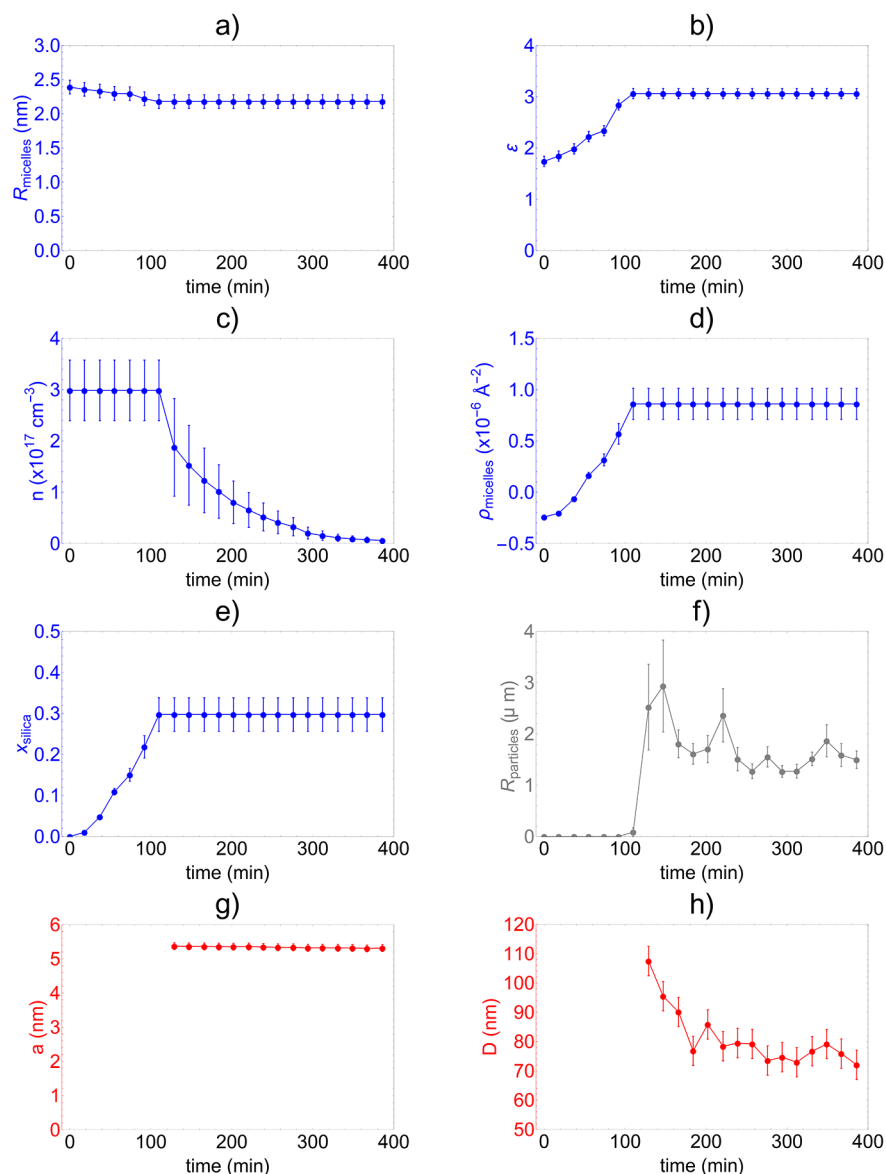 a) b)
3.0 4
2.5
2.0 3
1.5 2
1.0
0.5 1
0.0 0
R_micelles (nm) ε
0 100 200 300 400 0 100 200 300 400
time (min) time (min)
c) d)
4 1.5
3 1.0
2 0.5
1 0.0
0 −0.5
n (x10^17 cm^−3) ρ_micelles (x10^−6 Å^−2)
0 100 200 300 400 0 100 200 300 400
time (min) time (min)
e) f)
0.5 4
0.4
0.3 3
0.2 2
0.1 1
0.0 0
x_silica R_particles (μ m)
0 100 200 300 400 0 100 200 300 400
time (min) time (min)
g) h)
6 120
5 110
4 100
3 90
2 80
1 70
0 60
50
a (nm) D (nm)
0 100 200 300 400 0 100 200 300 400
time (min) time (min)